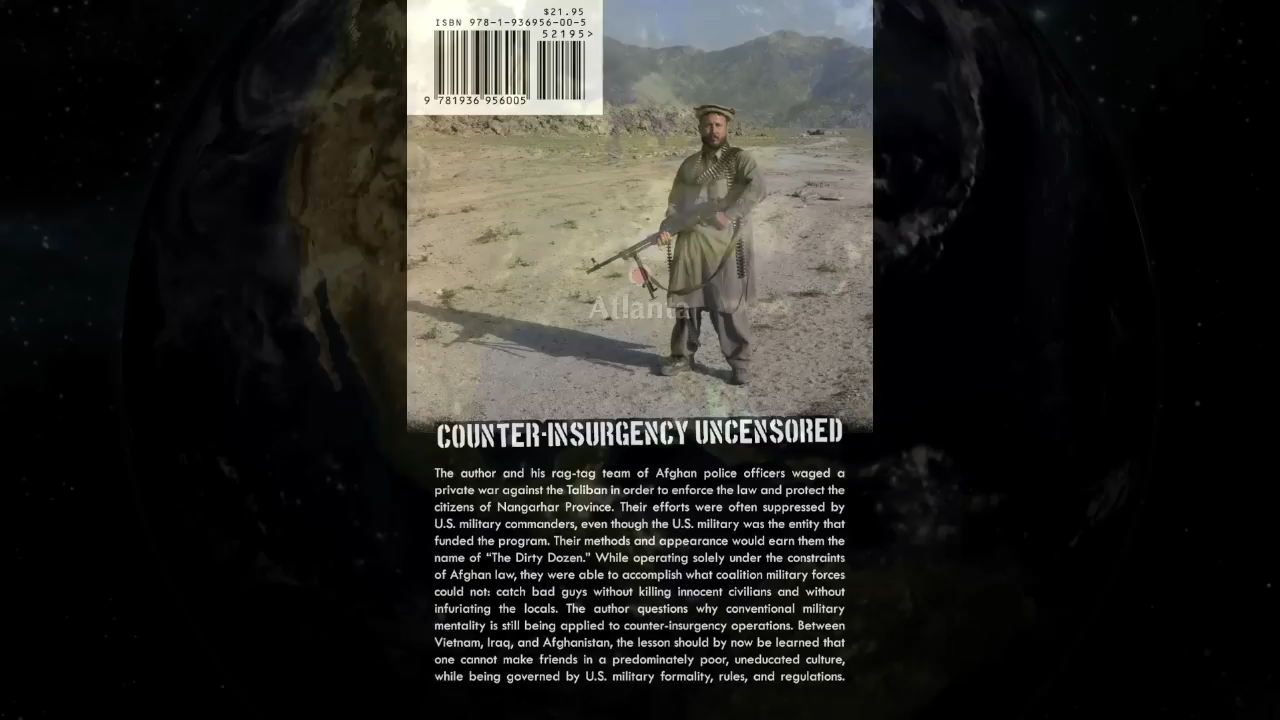 $21.95
ISBN 978-1-936956-00-5
52195>
9 781936 956005
Atlanta
COUNTER-INSURGENCY UNCENSORED
The author and his rag-tag team of Afghan police officers waged a
private war against the Taliban in order to enforce the law and protect the
citizens of Nangarhar Province. Their efforts were often suppressed by
U.S. military commanders, even though the U.S. military was the entity that
funded the program. Their methods and appearance would earn them the
name of “The Dirty Dozen.” While operating solely under the constraints
of Afghan law, they were able to accomplish what coalition military forces
could not: catch bad guys without killing innocent civilians and without
infuriating the locals. The author questions why conventional military
mentality is still being applied to counter-insurgency operations. Between
Vietnam, Iraq, and Afghanistan, the lesson should by now be learned that
one cannot make friends in a predominately poor, uneducated culture,
while being governed by U.S. military formality, rules, and regulations.